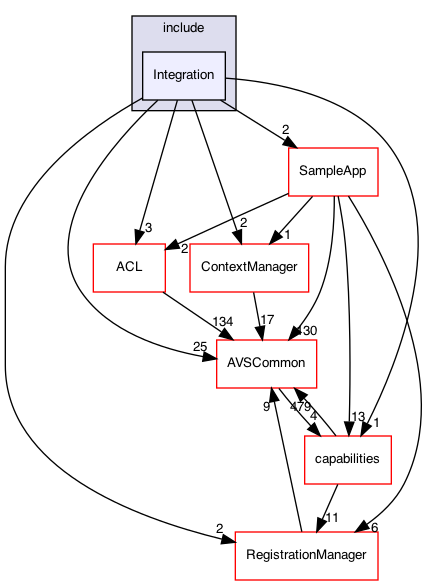 include
Integration
2
SampleApp
3
2
2
1
ACL
ContextManager
134
17
430
25
AVSCommon
9
479
4
13
1
capabilities
11
2
6
RegistrationManager